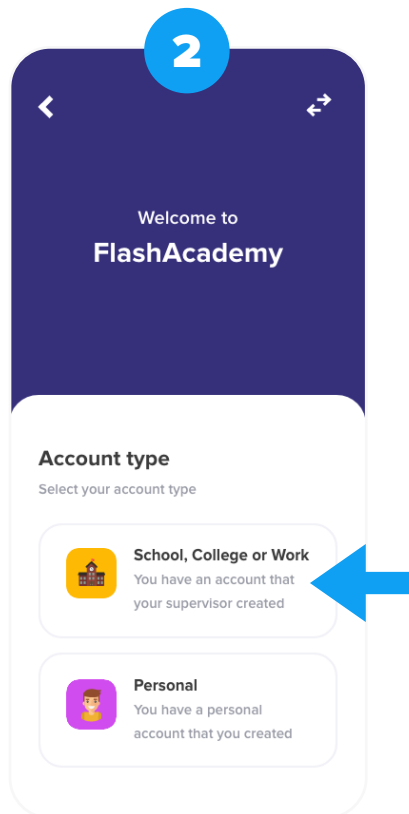 2
Welcome to
FlashAcademy
Account type
Select your account type
School, College or Work
You have an account that
your supervisor created
Personal
You have a personal
account that you created